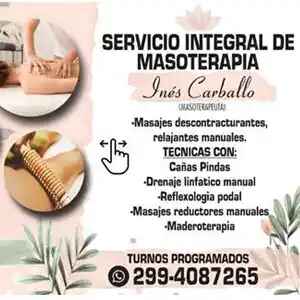 SERVICIO INTEGRAL DE
MASOTERAPIA
Inés Carballo
(MASOTERAPEUTA)
-Masajes descontracturantes,
relajantes manuales.
TECNICAS CON:
Cañas Pindas
-Drenaje linfatico manual
-Reflexologia podal
-Masajes reductores manuales
-Maderoterapia
TURNOS PROGRAMADOS
299-4087265